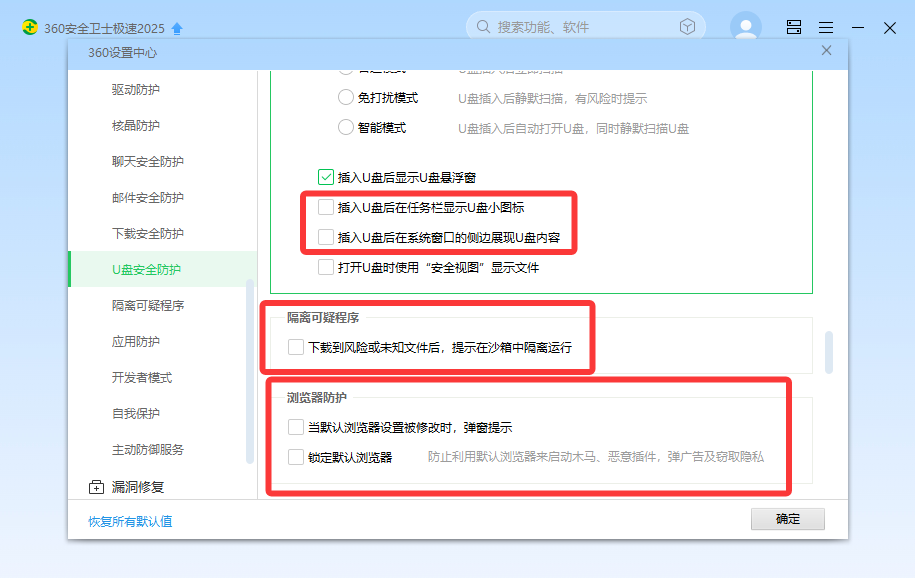 360安全卫士极速2025
搜索功能、软件
360设置中心
驱动防护
核晶防护
聊天安全防护
邮件安全防护
下载安全防护
U盘安全防护
隔离可疑程序
应用防护
开发者模式
自我保护
主动防御服务
漏洞修复
免打扰模式 U盘插入后静默扫描，有风险时提示
智能模式 U盘插入后自动打开U盘，同时静默扫描U盘
插入U盘后显示U盘悬浮窗
插入U盘后在任务栏显示U盘小图标
插入U盘后在系统窗口的侧边展现U盘内容
打开U盘时使用“安全视图”显示文件
隔离可疑程序
下载到风险或未知文件后，提示在沙箱中隔离运行
浏览器防护
当默认浏览器设置被修改时，弹窗提示
锁定默认浏览器 防止利用默认浏览器来启动木马、恶意插件，弹广告及窃取隐私
恢复所有默认值
确定